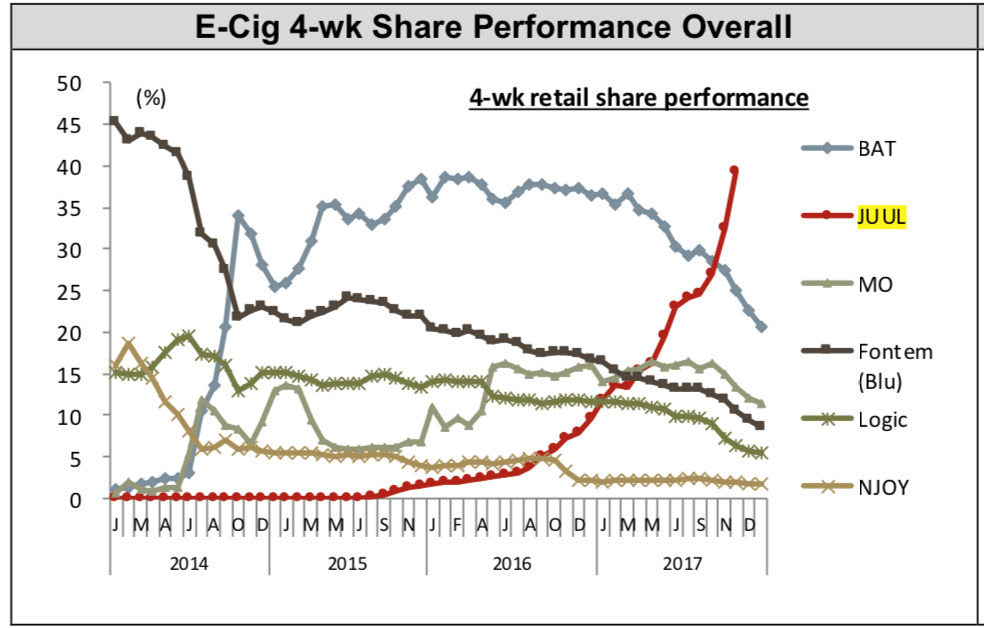 E-Cig 4-wk Share Performance Overall
(%)
4-wk retail share performance
50
45
40
35
30
25
20
15
10
5
0
J M A J A O D J M M J S N J F A J A O D J M M J S N D
2014 2015 2016 2017
BAT
JUUL
MO
Fontem
(Blu)
Logic
NJOY